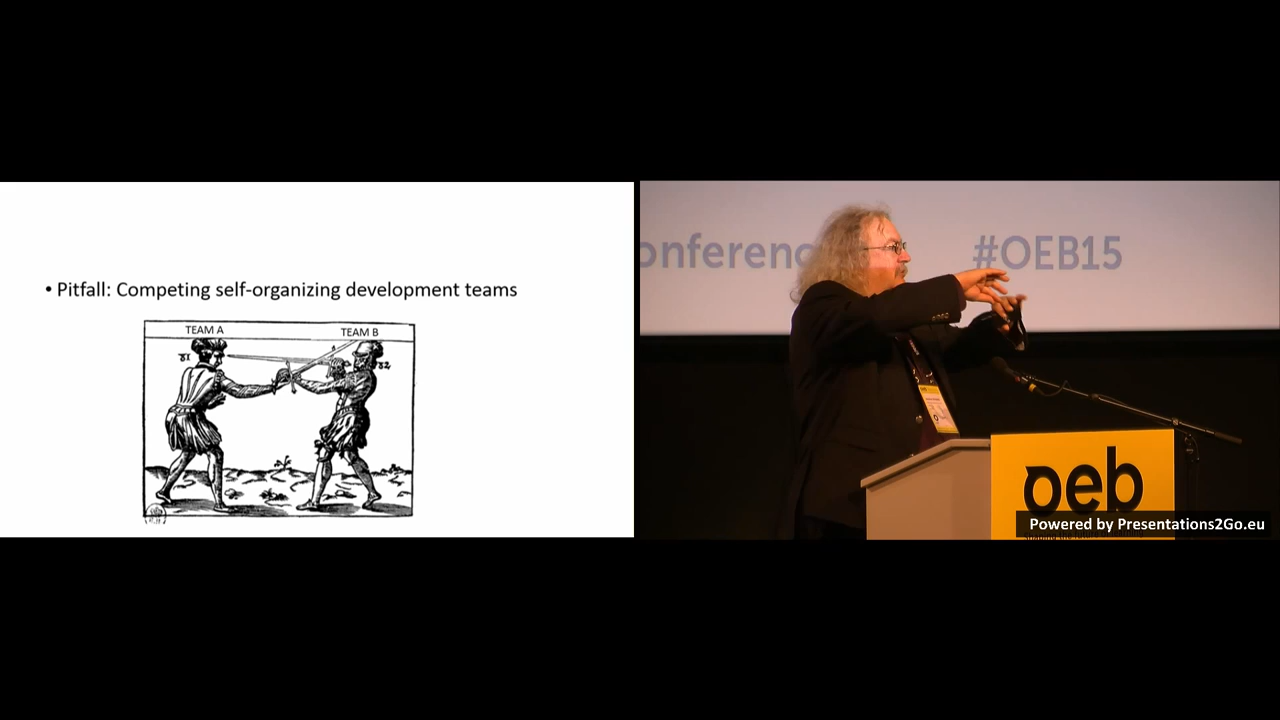 • Pitfall: Competing self-organizing development teams
TEAM A
TEAM B
onferenc
#OEB15
oeb
Powered by Presentations2Go.eu